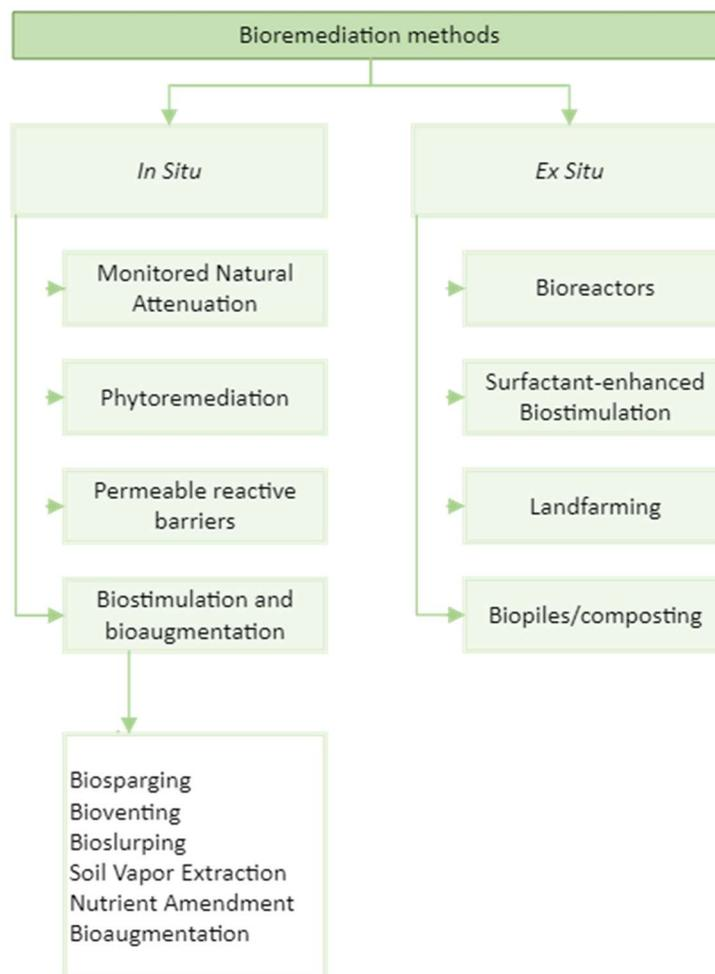 Bioremediation methods
In Situ
Monitored Natural
Attenuation
Phytoremediation
Permeable reactive
barriers
Biostimulation and
bioaugmentation
Biosparging
Bioventing
Bioslurping
Soil Vapor Extraction
Nutrient Amendment
Bioaugmentation
Ex Situ
Bioreactors
Surfactant-enhanced
Biostimulation
Landfarming
Biopiles/composting